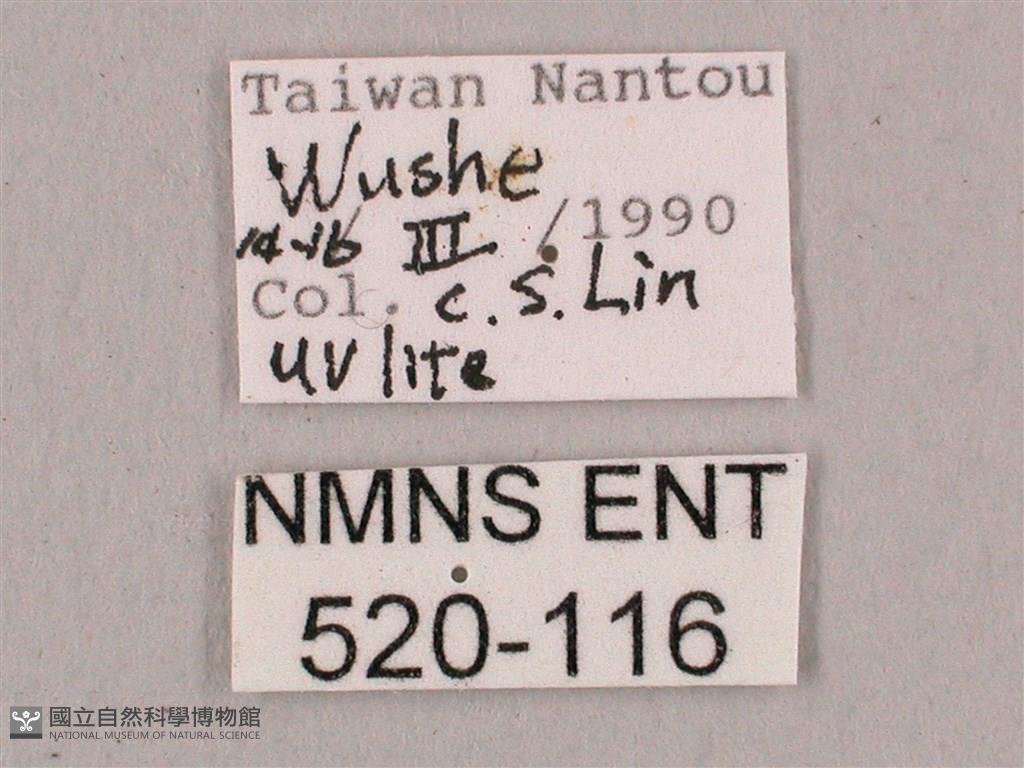 Taiwan Nantou
Wushe
14-16 III /1990
Col. C.S. Lin
UV lite
NMNS ENT
520-116
國立自然科學博物館
NATIONAL MUSEUM OF NATURAL SCIENCE